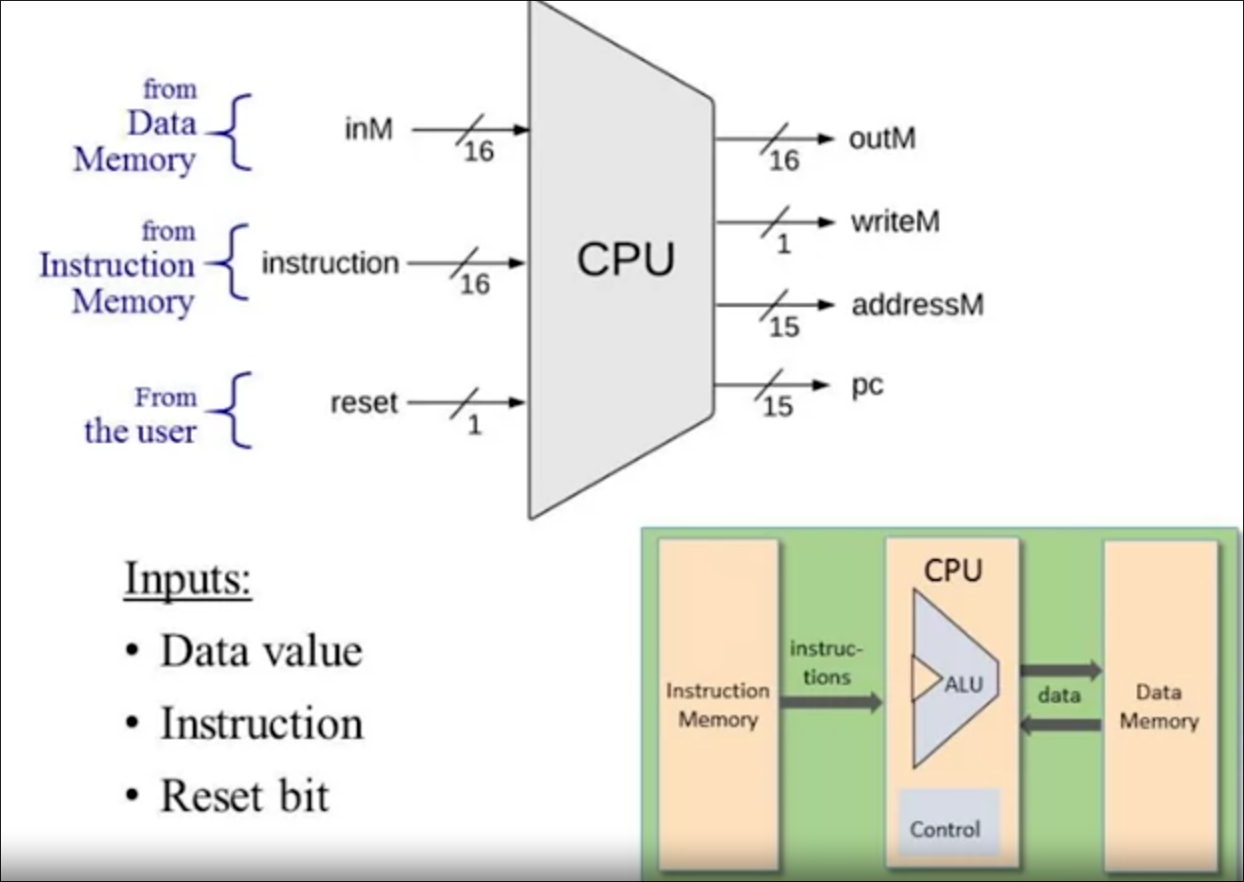 from
Data
Memory
inM
16
from
Instruction
Memory
instruction
16
From
the user
reset
1
CPU
16
outM
1
writeM
15
addressM
15
pc
Inputs:
• Data value
• Instruction
• Reset bit
Instruction
Memory
instruc-
tions
CPU
ALU
Control
data
Data
Memory